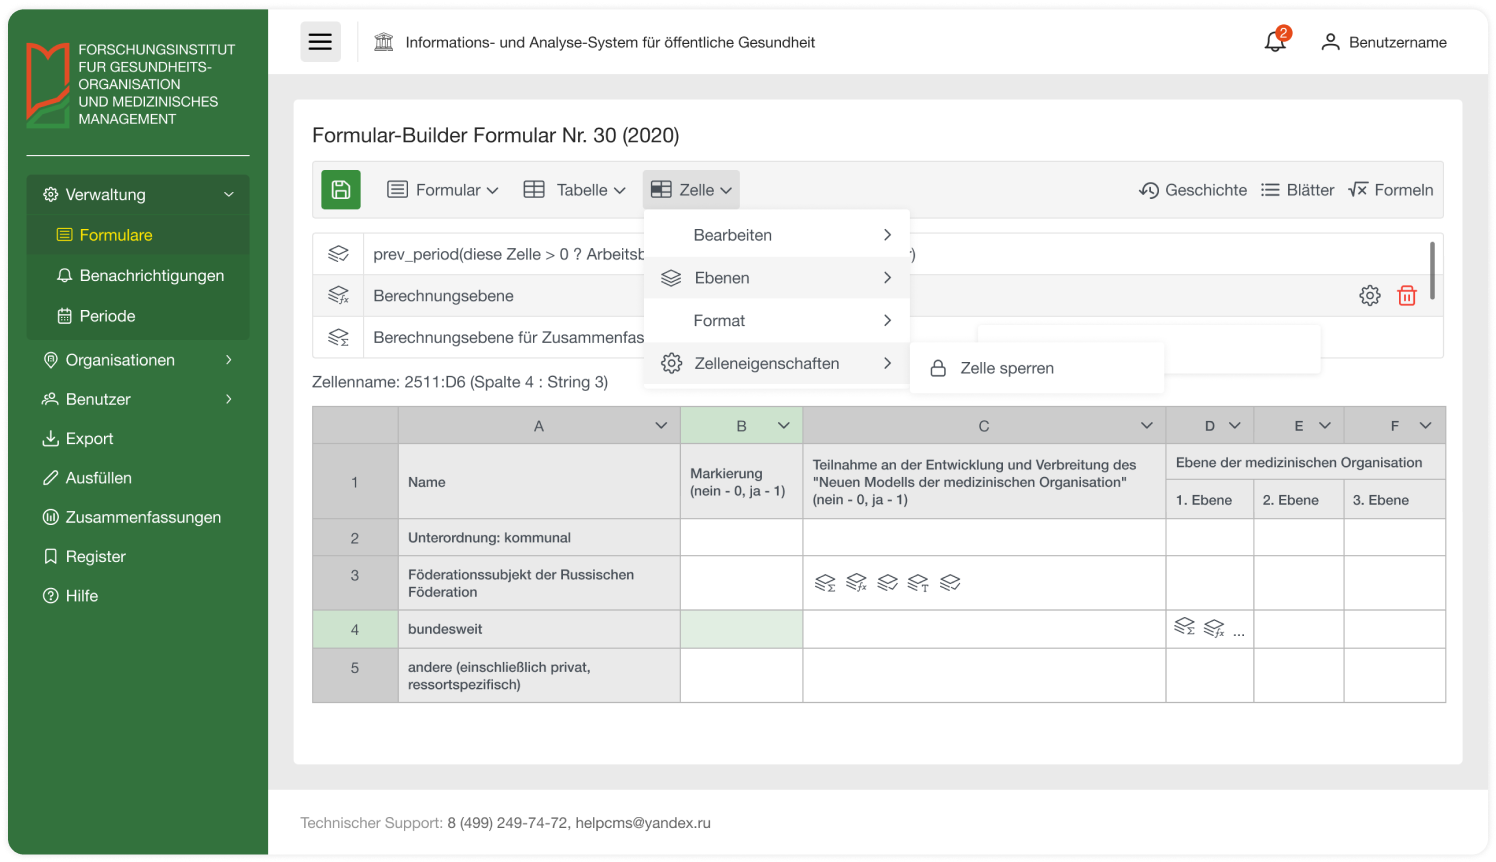 FORSCHUNGSINSTITUT
FUR GESUNDHEITS-
ORGANISATION
UND MEDIZINISCHES
MANAGEMENT
Verwaltung
Formulare
Benachrichtigungen
Periode
Organisationen
Benutzer
Export
Ausfüllen
Zusammenfassungen
Register
Hilfe
Informations- und Analyse-System für öffentliche Gesundheit
2
Benutzername
Formular-Builder Formular Nr. 30 (2020)
Formular
Tabelle
Zelle
Geschichte
Blätter
Formeln
Bearbeiten
Ebenen
Format
Zelleneigenschaften
Zelle sperren
prev_period(diese Zelle > 0 ? Arbeitsb
)
Berechnungsebene
Berechnungsebene für Zusammenfas
Zellenname: 2511:D6 (Spalte 4 : String 3)
A B C D E F
1
Name
Markierung
(nein - 0, ja - 1)
Teilnahme an der Entwicklung und Verbreitung des
"Neuen Modells der medizinischen Organisation"
(nein - 0, ja - 1)
Ebene der medizinischen Organisation
1. Ebene
2. Ebene
3. Ebene
2
Unterordnung: kommunal
3
Föderationssubjekt der Russischen
Föderation
4
bundesweit
...
5
andere (einschließlich privat,
ressortspezifisch)
Technischer Support: 8 (499) 249-74-72, helpcms@yandex.ru